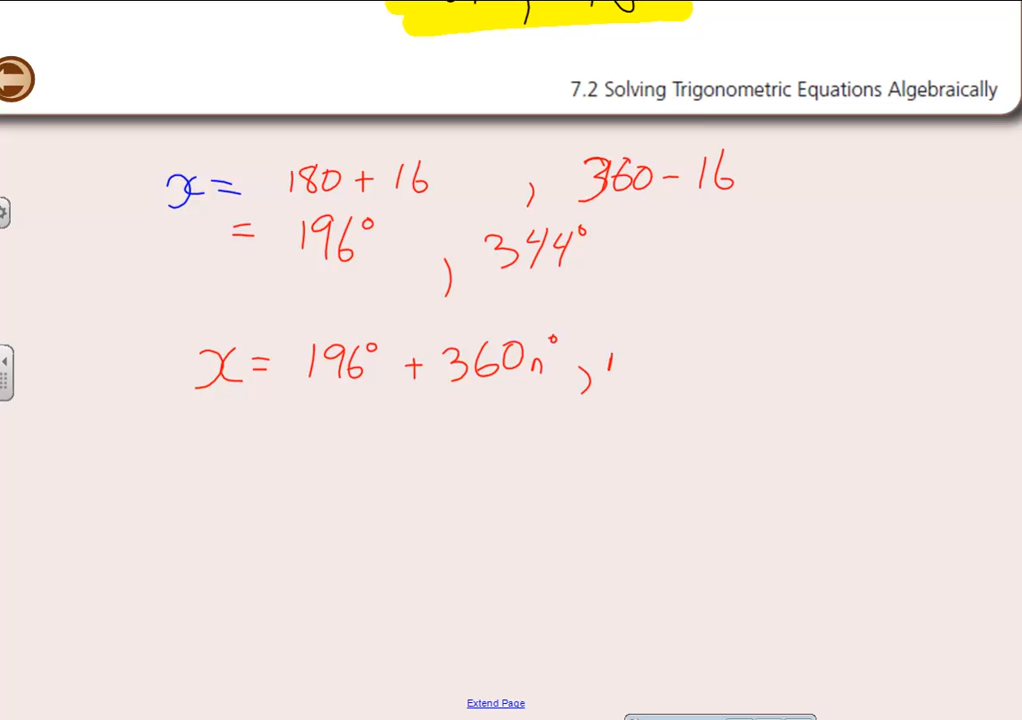 7.2 Solving Trigonometric Equations Algebraically
x = 180 + 16 , 360 - 16
= 196° , 344°
x = 196° + 360n° ,
Extend Page